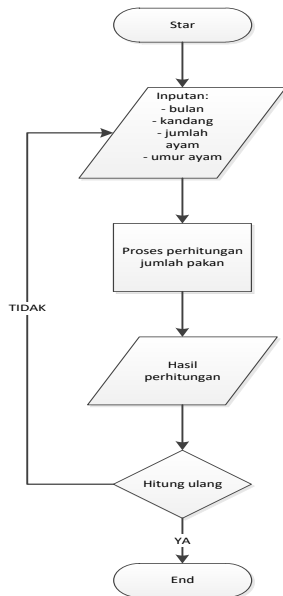 Star
Inputan:
- bulan
- kandang
- jumlah
ayam
- umur ayam
Proses perhitungan
jumlah pakan
TIDAK
Hasil
perhitungan
Hitung ulang
YA
End